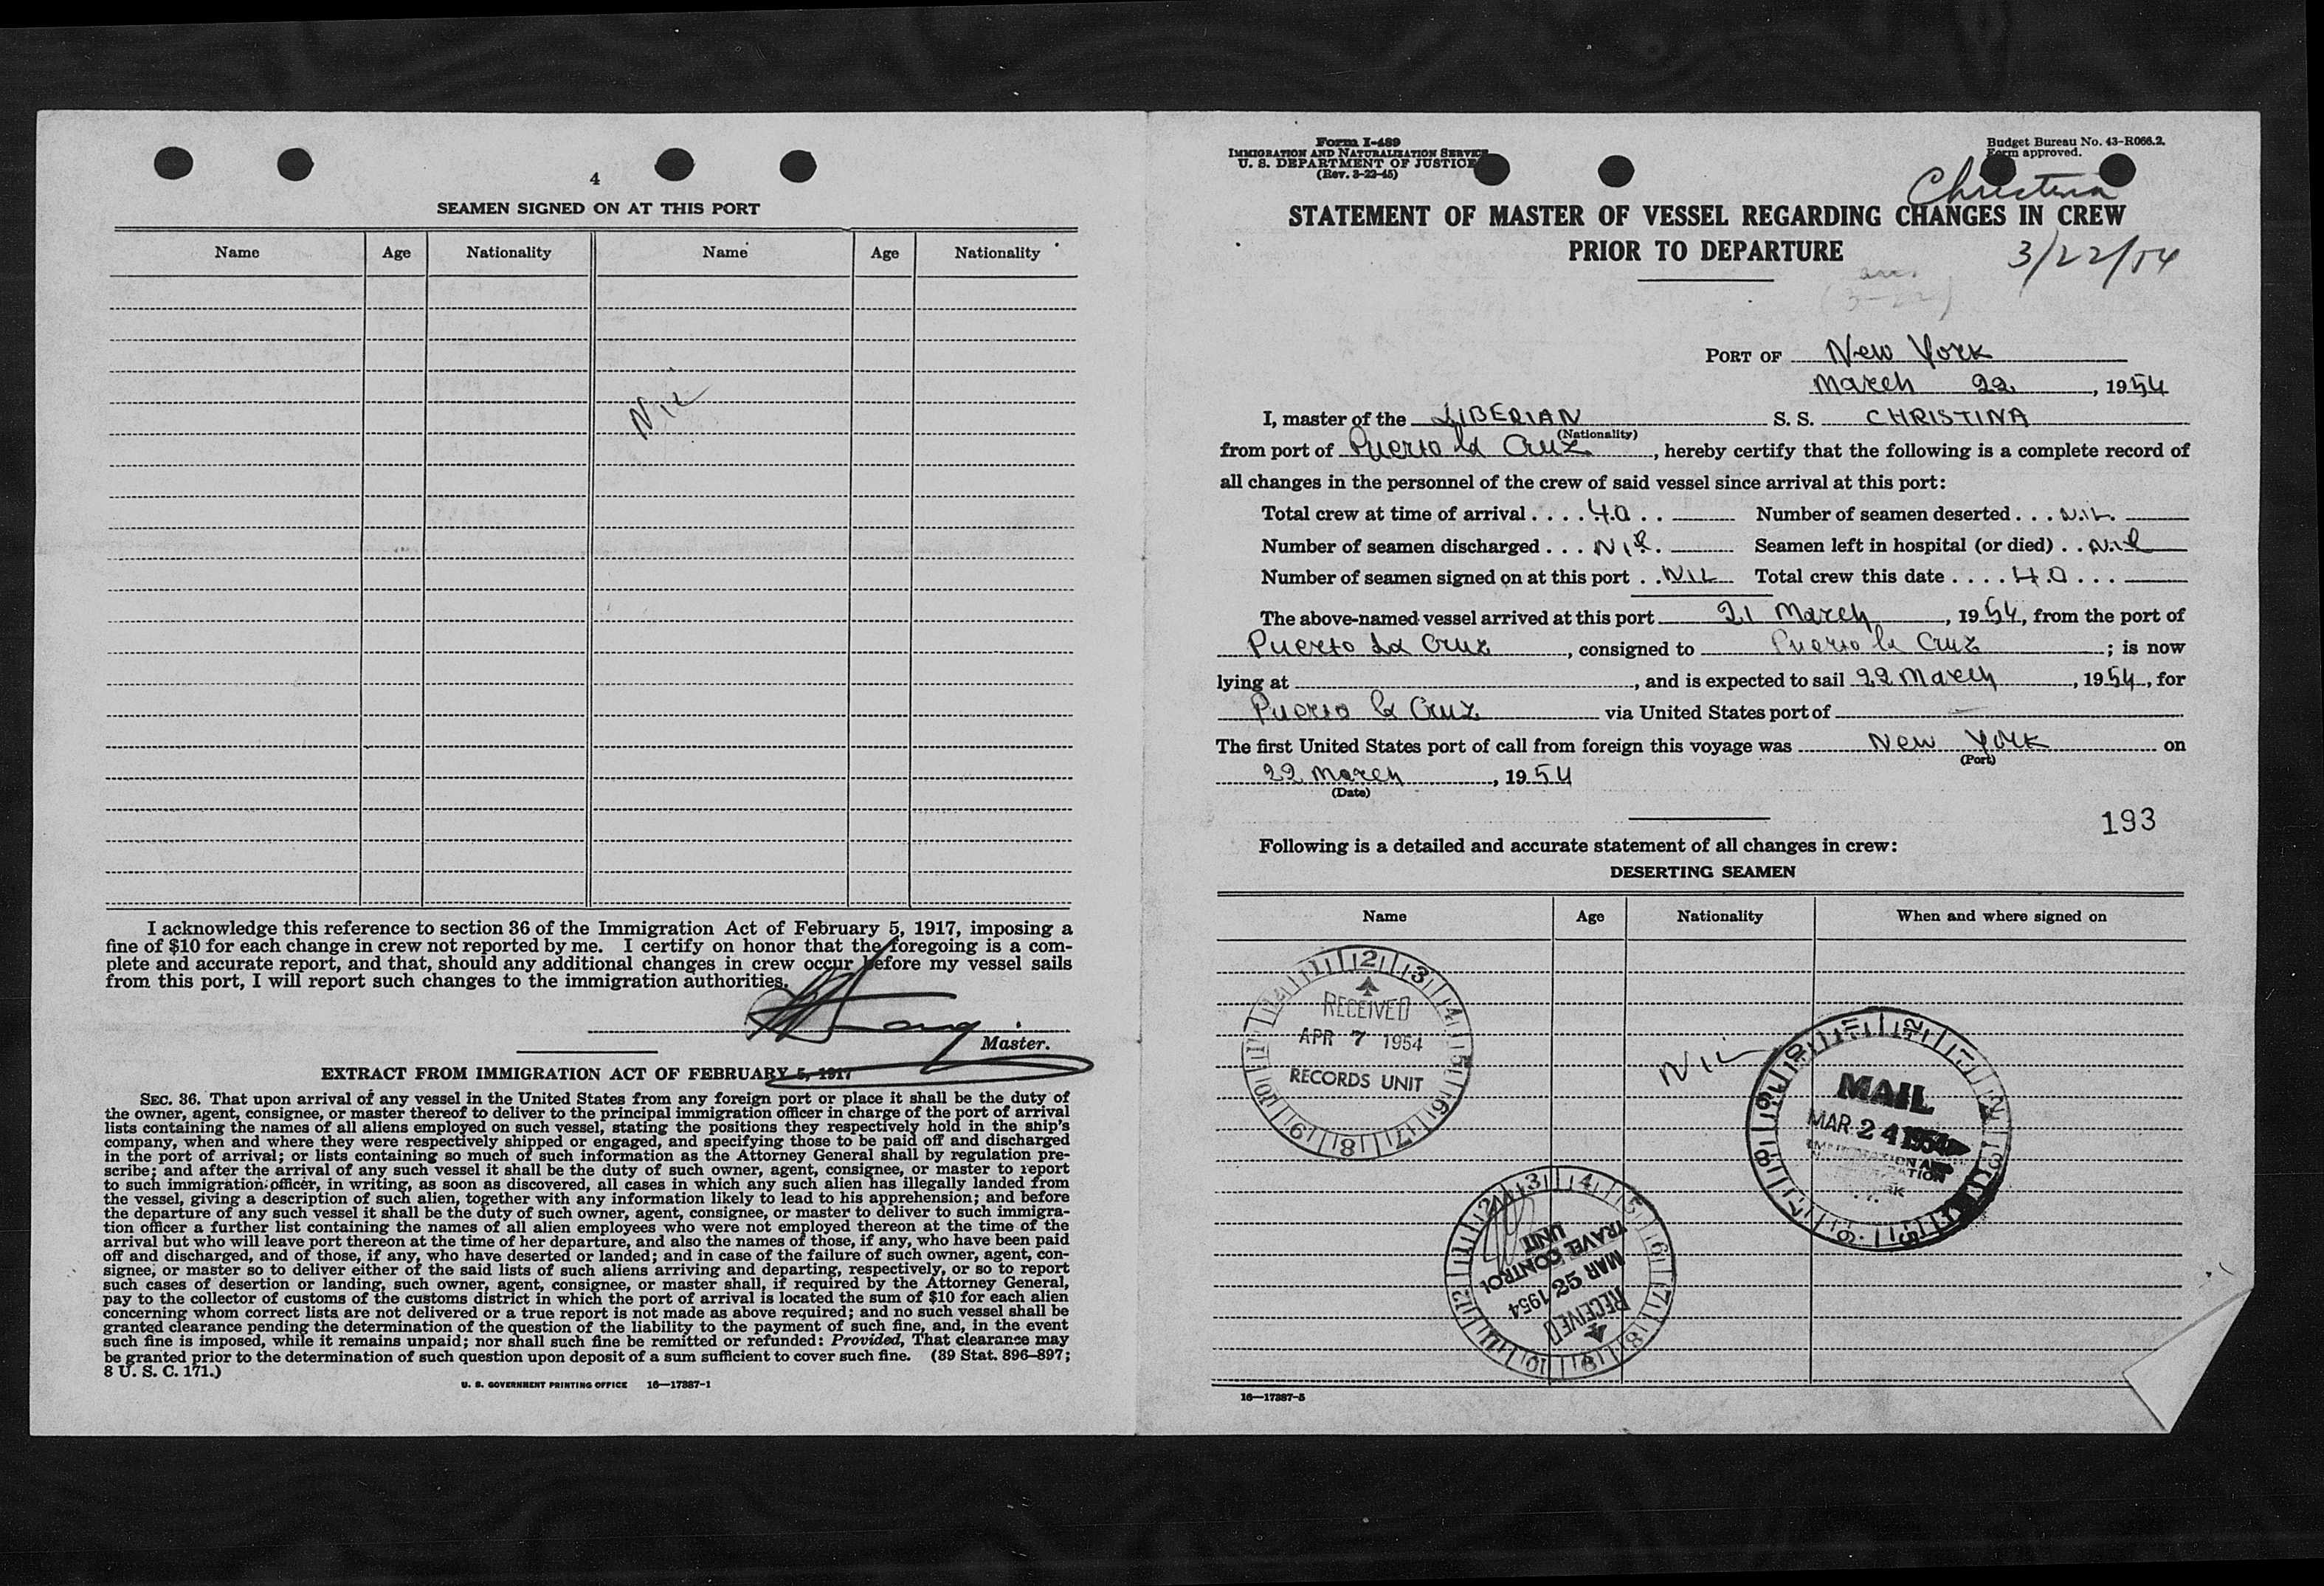 4
SEAMEN SIGNED ON AT THIS PORT
Name Age Nationality Name Age Nationality
Nil
I acknowledge this reference to section 36 of the Immigration Act of February 5, 1917, imposing a
fine of $10 for each change in crew not reported by me. I certify on honor that the foregoing is a com-
plete and accurate report, and that, should any additional changes in crew occur before my vessel sails
from this port, I will report such changes to the immigration authorities.
Master.
EXTRACT FROM IMMIGRATION ACT OF FEBRUARY 5, 1917
SEC. 36. That upon arrival of any vessel in the United States from any foreign port or place it shall be the duty of
the owner, agent, consignee, or master thereof to deliver to the principal immigration officer in charge of the port of arrival
lists containing the names of all aliens employed on such vessel, stating the positions they respectively hold in the ship's
company, when and where they were respectively shipped or engaged, and specifying those to be paid off and discharged
in the port of arrival; or lists containing so much of such information as the Attorney General shall by regulation pre-
scribe; and after the arrival of any such vessel it shall be the duty of such owner, agent, consignee, or master to report
to such immigration officer, in writing, as soon as discovered, all cases in which any such alien has illegally landed from
the vessel, giving a description of such alien, together with any information likely to lead to his apprehension; and before
the departure of any such vessel it shall be the duty of such owner, agent, consignee, or master to deliver to such immigra-
tion officer a further list containing the names of all alien employees who were not employed thereon at the time of the
arrival but who will leave port thereon at the time of her departure, and also the names of those, if any, who have been paid
off and discharged, and of those, if any, who have deserted or landed; and in case of the failure of such owner, agent, con-
signee, or master so to deliver either of the said lists of such aliens arriving and departing, respectively, or so to report
such cases of desertion or landing, such owner, agent, consignee, or master shall, if required by the Attorney General,
pay to the collector of customs of the customs district in which the port of arrival is located the sum of $10 for each alien
concerning whom correct lists are not delivered or a true report is not made as above required; and no such vessel shall be
granted clearance pending the determination of the question of the liability to the payment of such fine, and, in the event
such fine is imposed, while it remains unpaid; nor shall such fine be remitted or refunded: Provided, That clearance may
be granted prior to the determination of such question upon deposit of a sum sufficient to cover such fine. (39 Stat. 896–897;
8 U. S. C. 171.)
U. S. GOVERNMENT PRINTING OFFICE 16—17387-1
Form I-489
IMMIGRATION AND NATURALIZATION SERVICE
U. S. DEPARTMENT OF JUSTICE
(Rev. 3-22-45)
Budget Bureau No. 43-R066.2.
Form approved.
Christina
STATEMENT OF MASTER OF VESSEL REGARDING CHANGES IN CREW
PRIOR TO DEPARTURE
3/22/54
arr.
(3-22)
PORT OF New York
March 22, 1954
I, master of the LIBERIAN S. S. CHRISTINA
(Nationality)
from port of Puerto la Cruz, hereby certify that the following is a complete record of
all changes in the personnel of the crew of said vessel since arrival at this port:
Total crew at time of arrival . . . . 40 . . Number of seamen deserted . . . NIL.
Number of seamen discharged . . . Nil. Seamen left in hospital (or died) . . Nil
Number of seamen signed on at this port . . NIL Total crew this date . . . . 40 . . .
The above-named vessel arrived at this port 21 March, 1954, from the port of
Puerto La Cruz, consigned to Puerto la Cruz; is now
lying at , and is expected to sail 22 March, 1954, for
Puerto la Cruz via United States port of —
The first United States port of call from foreign this voyage was New York on
(Port)
22 March, 1954
(Date)
193
Following is a detailed and accurate statement of all changes in crew:
DESERTING SEAMEN
Name Age Nationality When and where signed on
RECEIVED
APR 7 1954
RECORDS UNIT
Nil
MAIL
MAR 24 1954
RECEIVED
MAR 25 1954
TRAVEL CONTROL
UNIT
16—17387-5